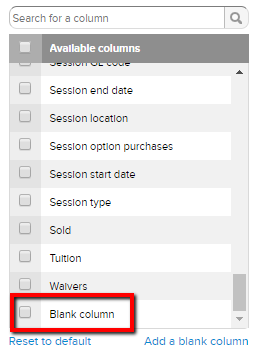 Search for a column
Available columns
Session GL code
Session end date
Session location
Session option purchases
Session start date
Session type
Sold
Tuition
Waivers
Blank column
Reset to default
Add a blank column